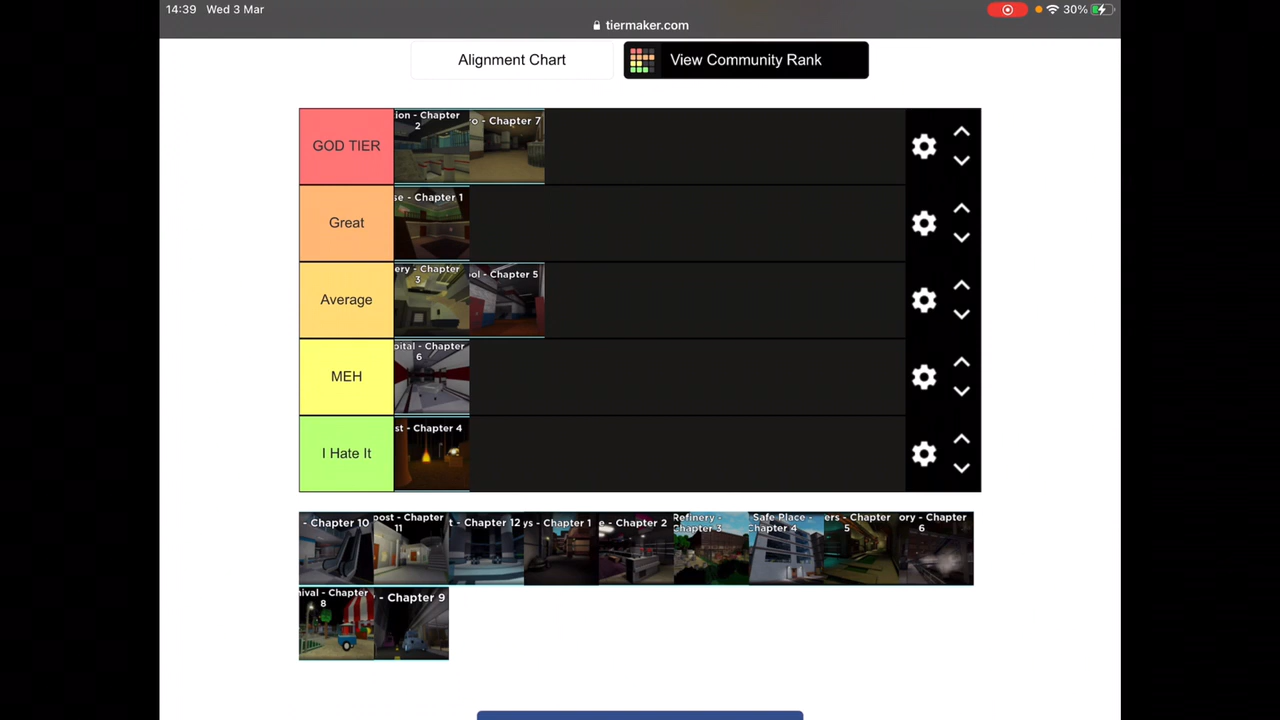 14:39 Wed 3 Mar
30%
tiermaker.com
Alignment Chart
View Community Rank
GOD TIER
ion - Chapter
2
o - Chapter 7
Great
se - Chapter 1
Average
ery - Chapter
3
ol - Chapter 5
MEH
pital - Chapter
6
I Hate It
st - Chapter 4
- Chapter 10
post - Chapter
11
t - Chapter 12
ys - Chapter 1
e - Chapter 2
Refinery -
Chapter 3
Safe Place -
Chapter 4
ers - Chapter
5
ory - Chapter
6
nival - Chapter
8
- Chapter 9